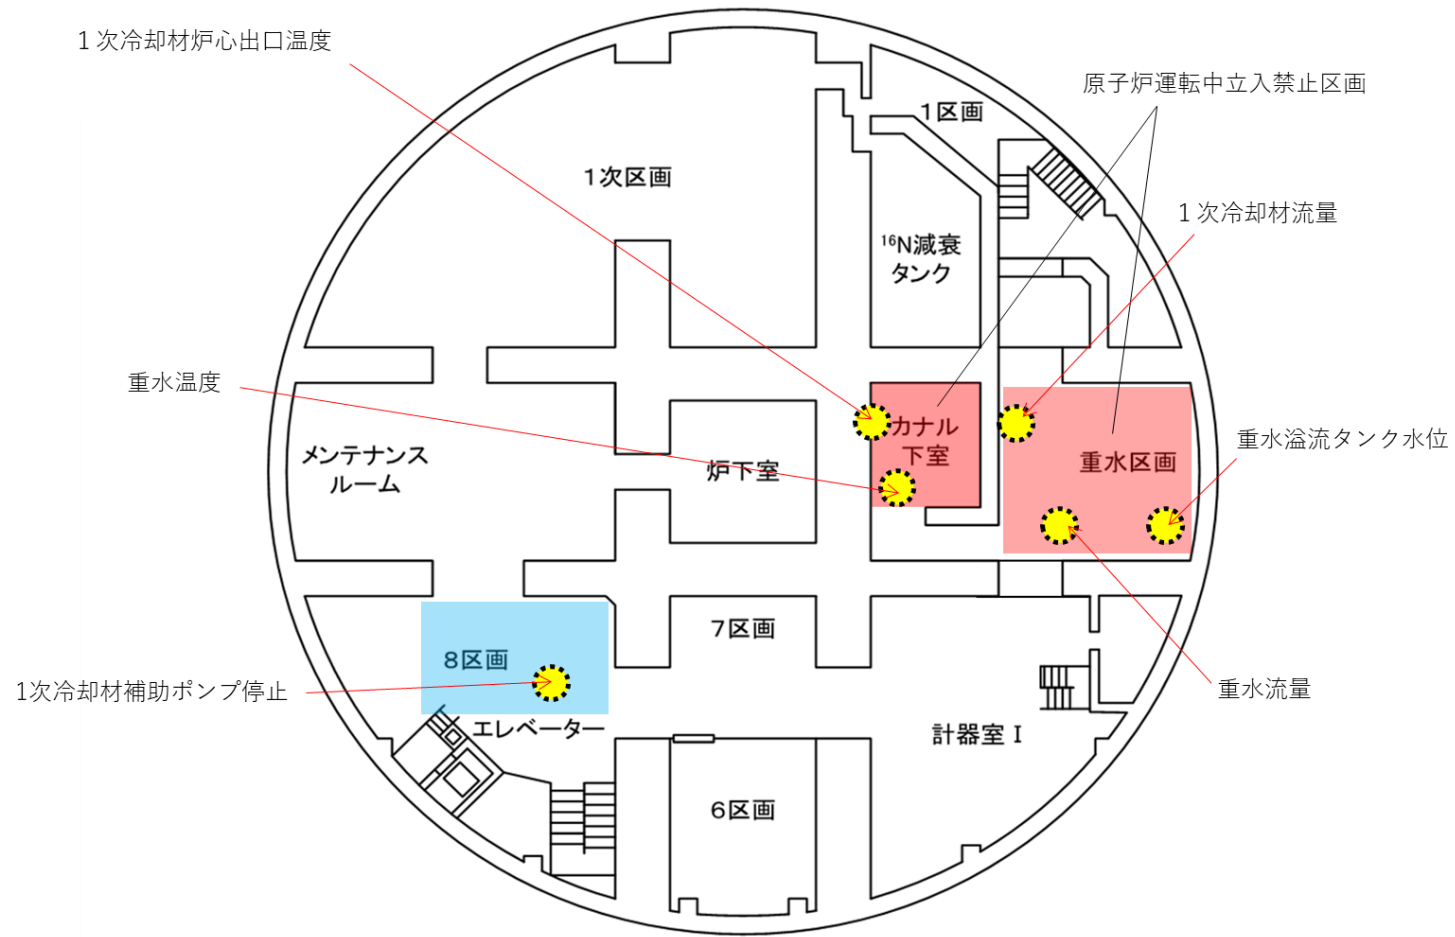 1次冷却材炉心出口温度
原子炉運転中立入禁止区画
1区画
1次区画
1次冷却材流量
¹⁶N減衰
タンク
重水温度
カナル
下室
重水溢流タンク水位
メンテナンス
ルーム
炉下室
重水区画
7区画
8区画
1次冷却材補助ポンプ停止
重水流量
エレベーター
計器室Ⅰ
6区画